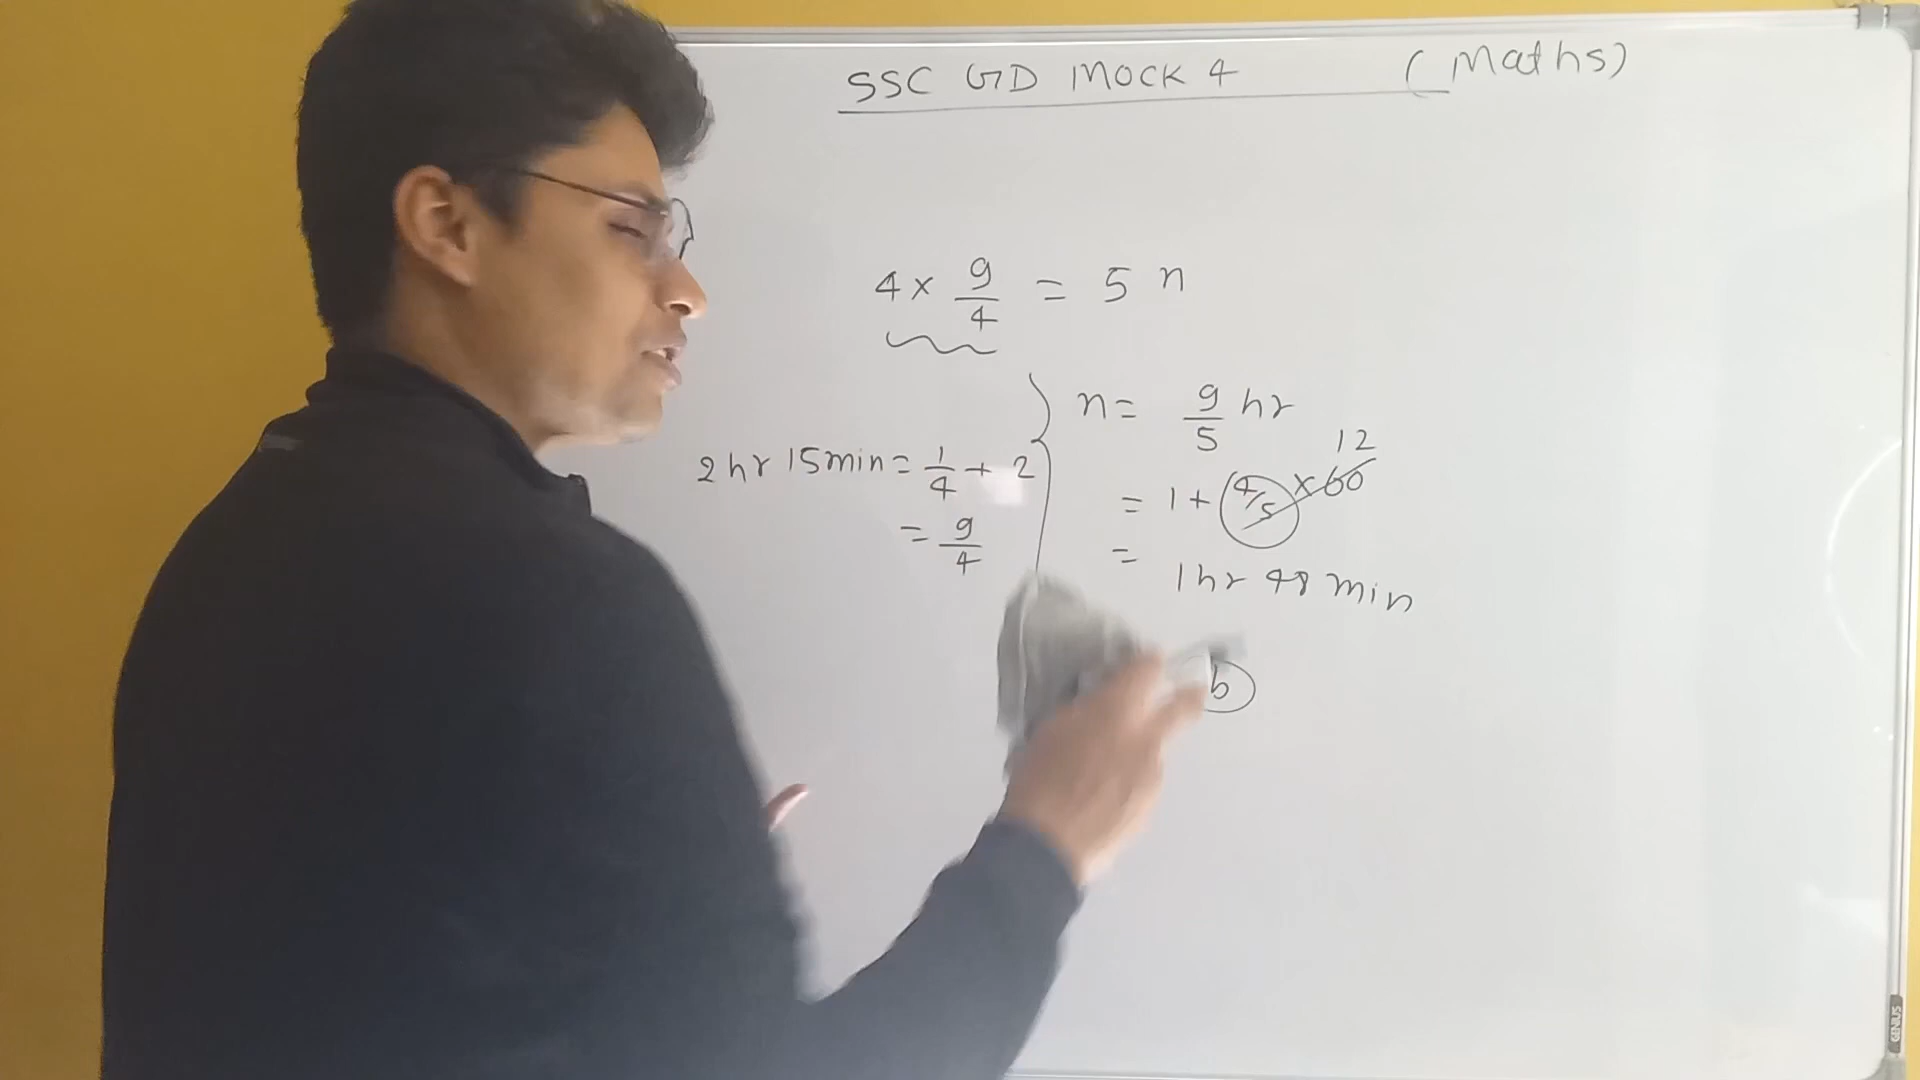 SSC GD MOCK 4 (Maths)
4 × 9/4 = 5 n
2 hr 15 min = 1/4 + 2
= 9/4
n = 9/5 hr
12
= 1 + 4/5 × 60
= 1 hr 48 min
b
GENIUS